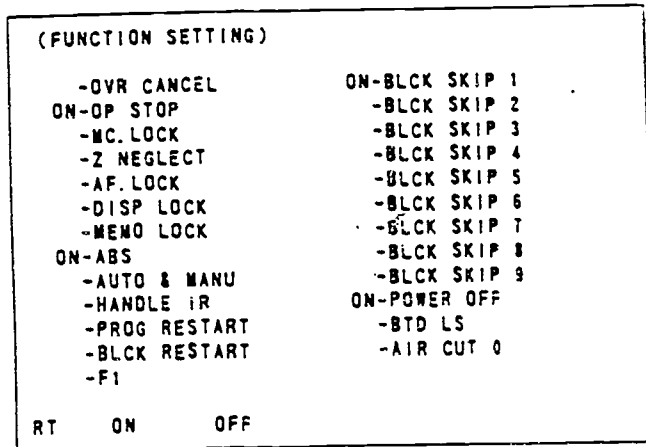 (FUNCTION SETTING)
-OVR CANCEL ON-BLCK SKIP 1
ON-OP STOP -BLCK SKIP 2
-MC.LOCK -BLCK SKIP 3
-Z NEGLECT -BLCK SKIP 4
-AF.LOCK -BLCK SKIP 5
-DISP LOCK -BLCK SKIP 6
-MEMO LOCK -BLCK SKIP 7
ON-ABS -BLCK SKIP 8
-AUTO & MANU -BLCK SKIP 9
-HANDLE iR ON-POWER OFF
-PROG RESTART -BTD LS
-BLCK RESTART -AIR CUT 0
-F1
RT ON OFF